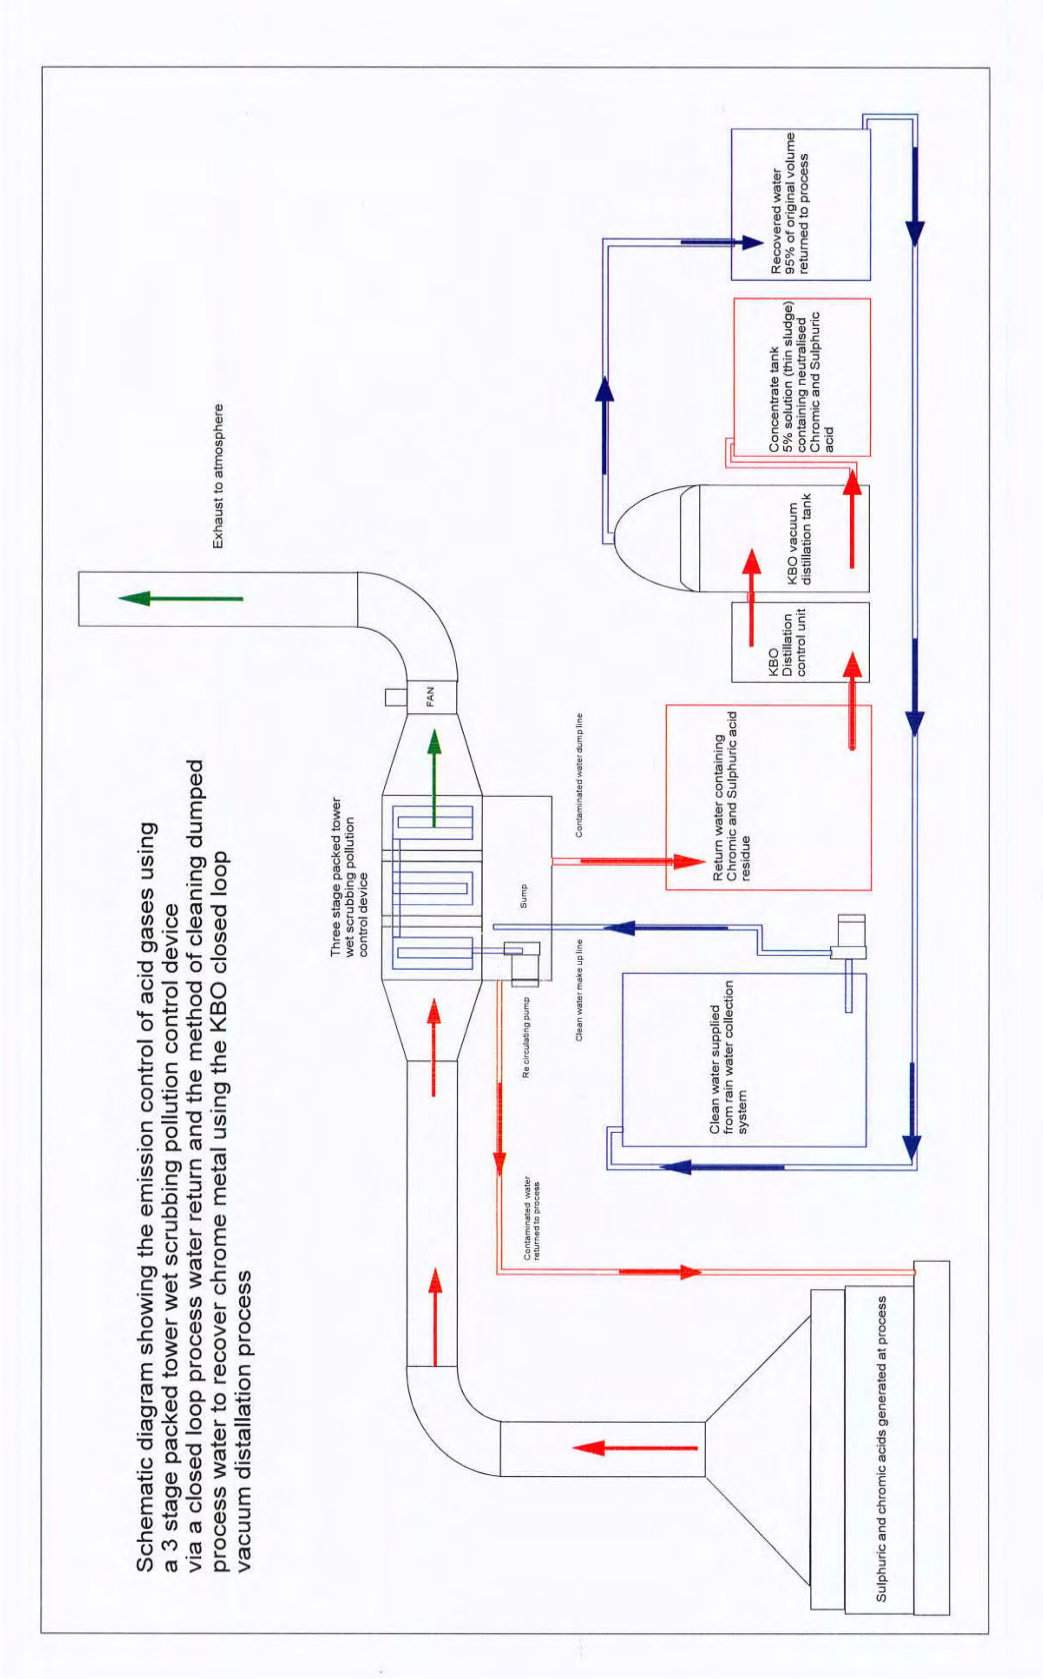 Schematic diagram showing the emission control of acid gases using
a 3 stage packed tower wet scrubbing pollution control device
via a closed loop process water return and the method of cleaning dumped
process water to recover chrome metal using the KBO closed loop
vacuum distallation process
Exhaust to atmosphere
Three stage packed tower
wet scrubbing pollution
control device
FAN
Sump
Re circulating pump
Contaminated water
returned to process
Clean water make up line
Contaminated water dump line
Sulphuric and chromic acids generated at process
Clean water supplied
from rain water collection
system
Return water containing
Chromic and Sulphuric acid
residue
KBO
Distillation
control unit
KBO vacuum
distillation tank
Concentrate tank
5% solution (thin sludge)
containing neutralised
Chromic and Sulphuric
acid
Recovered water
95% of original volume
returned to process